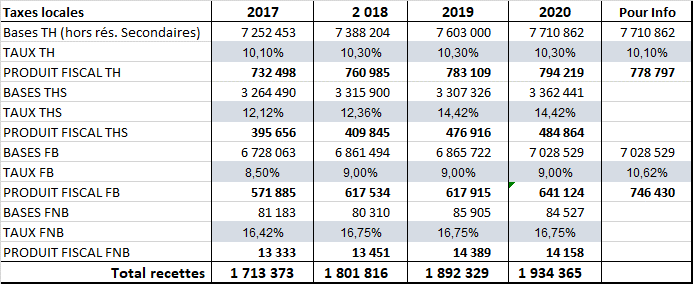 Taxes locales 2017 2 018 2019 2020 Pour Info
Bases TH (hors rés. Secondaires) 7 252 453 7 388 204 7 603 000 7 710 862 7 710 862
TAUX TH 10,10% 10,30% 10,30% 10,30% 10,10%
PRODUIT FISCAL TH 732 498 760 985 783 109 794 219 778 797
BASES THS 3 264 490 3 315 900 3 307 326 3 362 441
TAUX THS 12,12% 12,36% 14,42% 14,42%
PRODUIT FISCAL THS 395 656 409 845 476 916 484 864
BASES FB 6 728 063 6 861 494 6 865 722 7 028 529 7 028 529
TAUX FB 8,50% 9,00% 9,00% 9,00% 10,62%
PRODUIT FISCAL FB 571 885 617 534 617 915 641 124 746 430
BASES FNB 81 183 80 310 85 905 84 527
TAUX FNB 16,42% 16,75% 16,75% 16,75%
PRODUIT FISCAL FNB 13 333 13 451 14 389 14 158
Total recettes 1 713 373 1 801 816 1 892 329 1 934 365